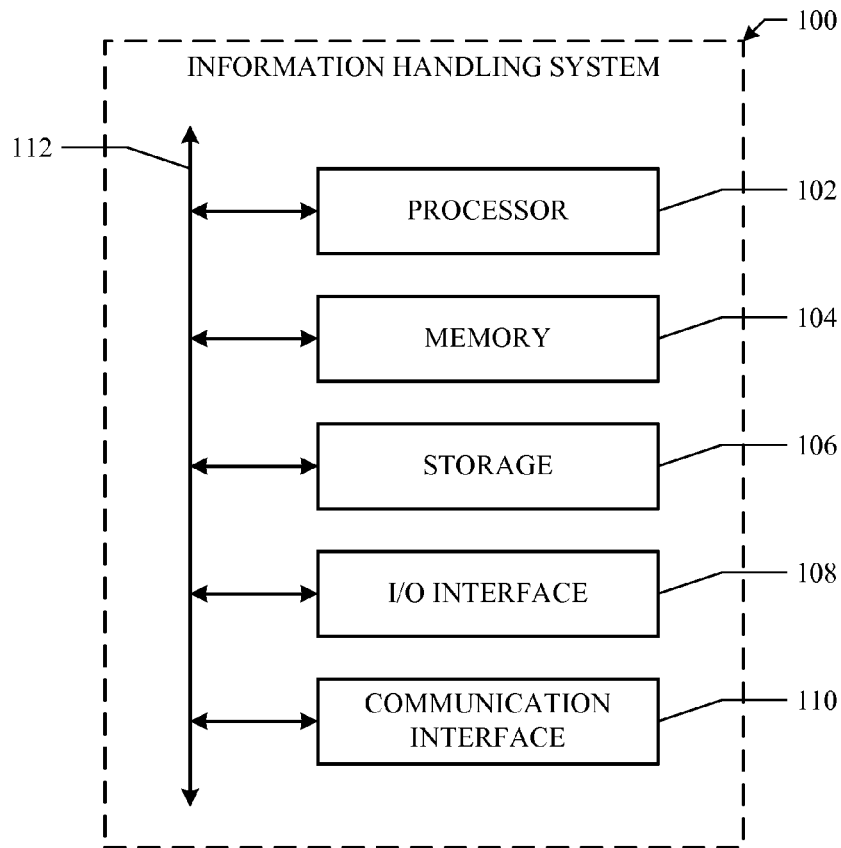 100
INFORMATION HANDLING SYSTEM
112
PROCESSOR
102
MEMORY
104
STORAGE
106
I/O INTERFACE
108
COMMUNICATION
INTERFACE
110